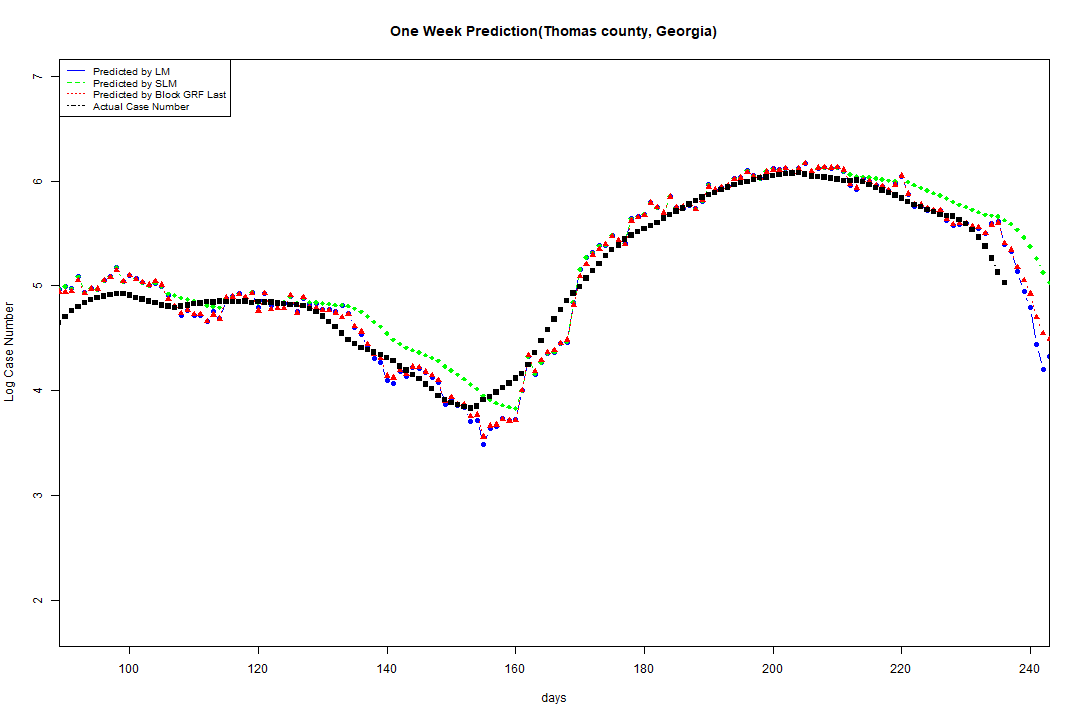 One Week Prediction(Thomas county, Georgia)
Predicted by LM
Predicted by SLM
Predicted by Block GRF Last
Actual Case Number
7
6
5
4
3
2
Log Case Number
100 120 140 160 180 200 220 240
days